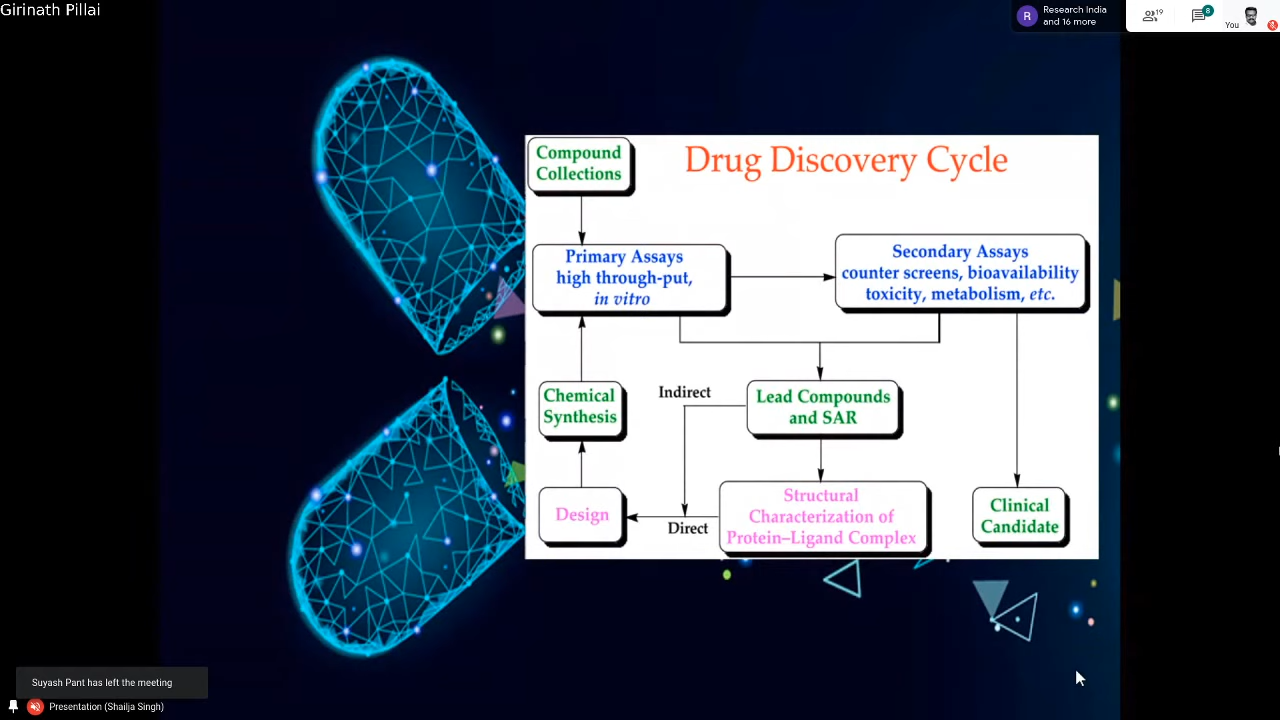 Girinath Pillai
R
Research India
and 16 more
19
8
You
Compound
Collections
Drug Discovery Cycle
Primary Assays
high through-put,
in vitro
Secondary Assays
counter screens, bioavailability
toxicity, metabolism, etc.
Chemical
Synthesis
Indirect
Lead Compounds
and SAR
Design
Direct
Structural
Characterization of
Protein–Ligand Complex
Clinical
Candidate
Suyash Pant has left the meeting
Presentation (Shailja Singh)